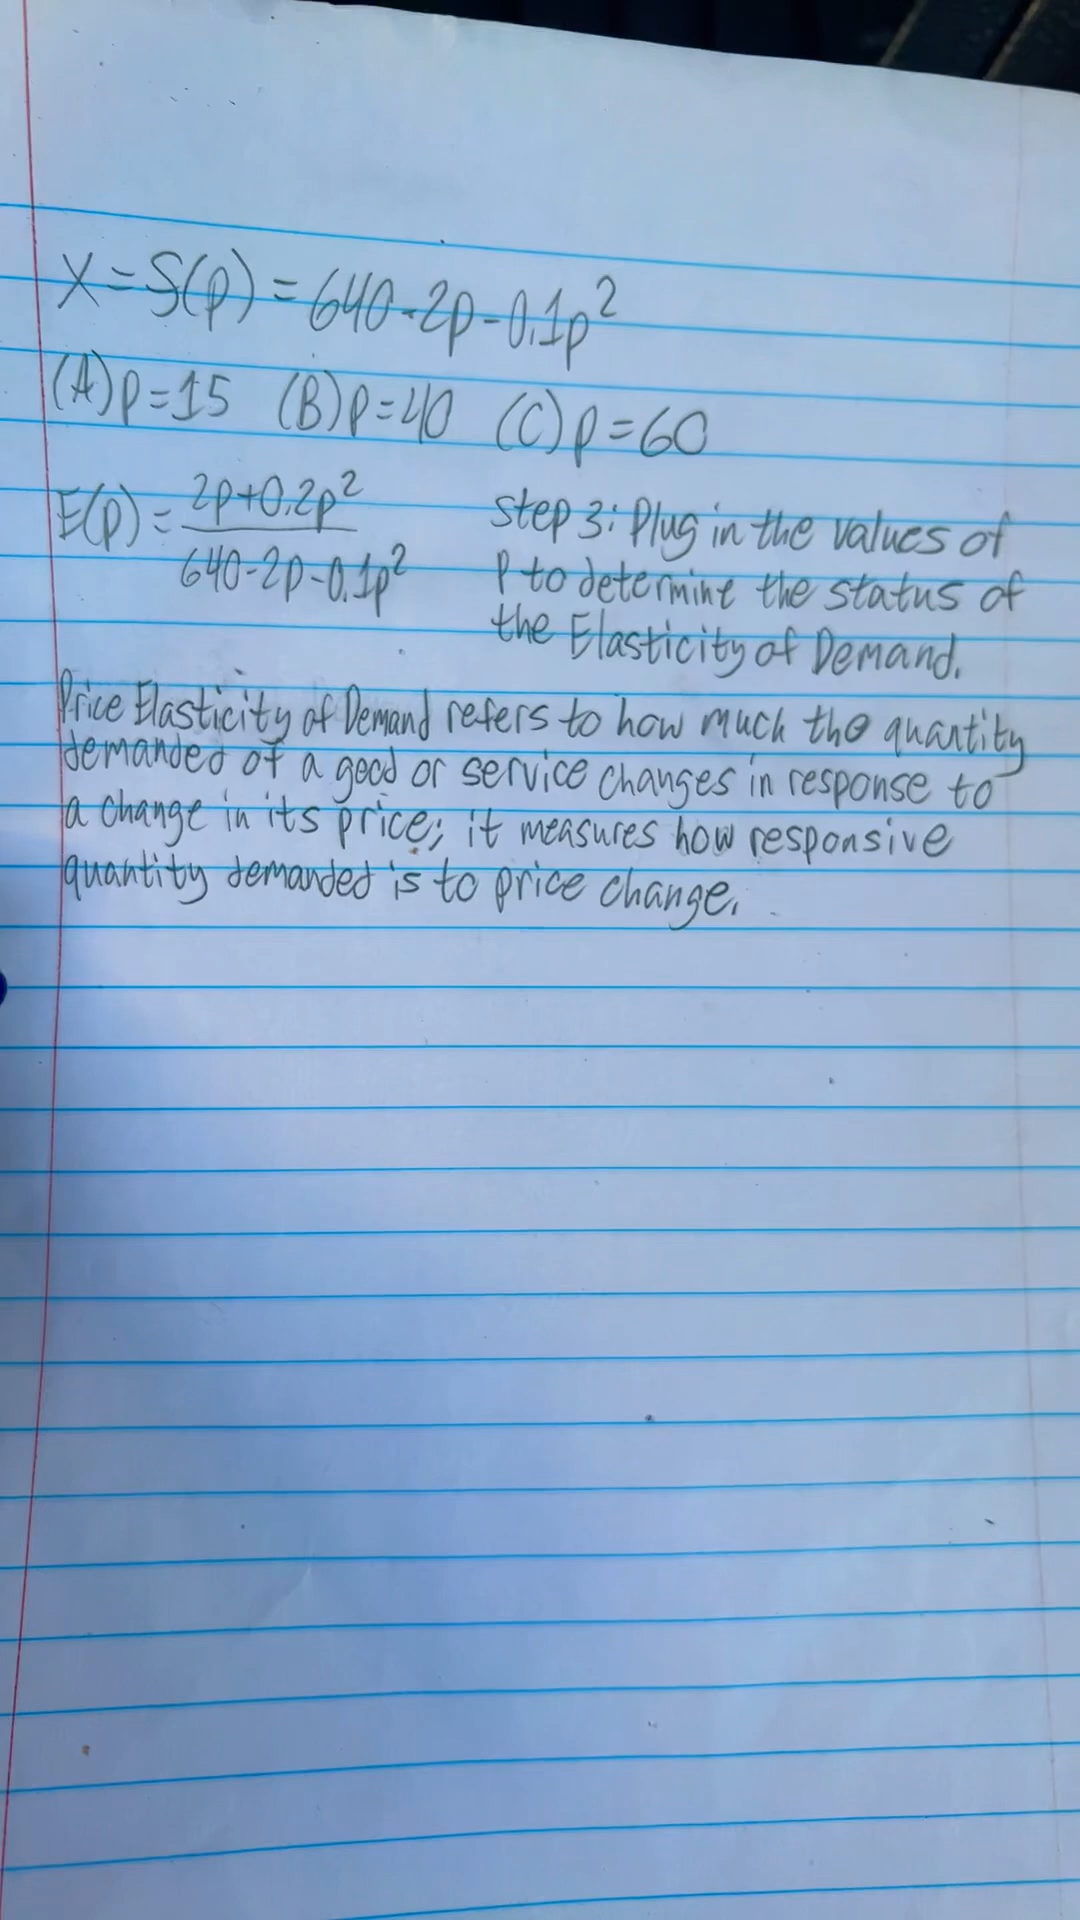 X=S(p)=640-2p-0.1p²
(A)p=15 (B)p=40 (C)p=60
E(p)=2p+0.2p²/640-2p-0.1p²
Step 3: Plug in the values of
P to determine the status of
the Elasticity of Demand.
Price Elasticity of Demand refers to how much the quantity
demanded of a good or service changes in response to
a change in its price; it measures how responsive
quantity demanded is to price change.